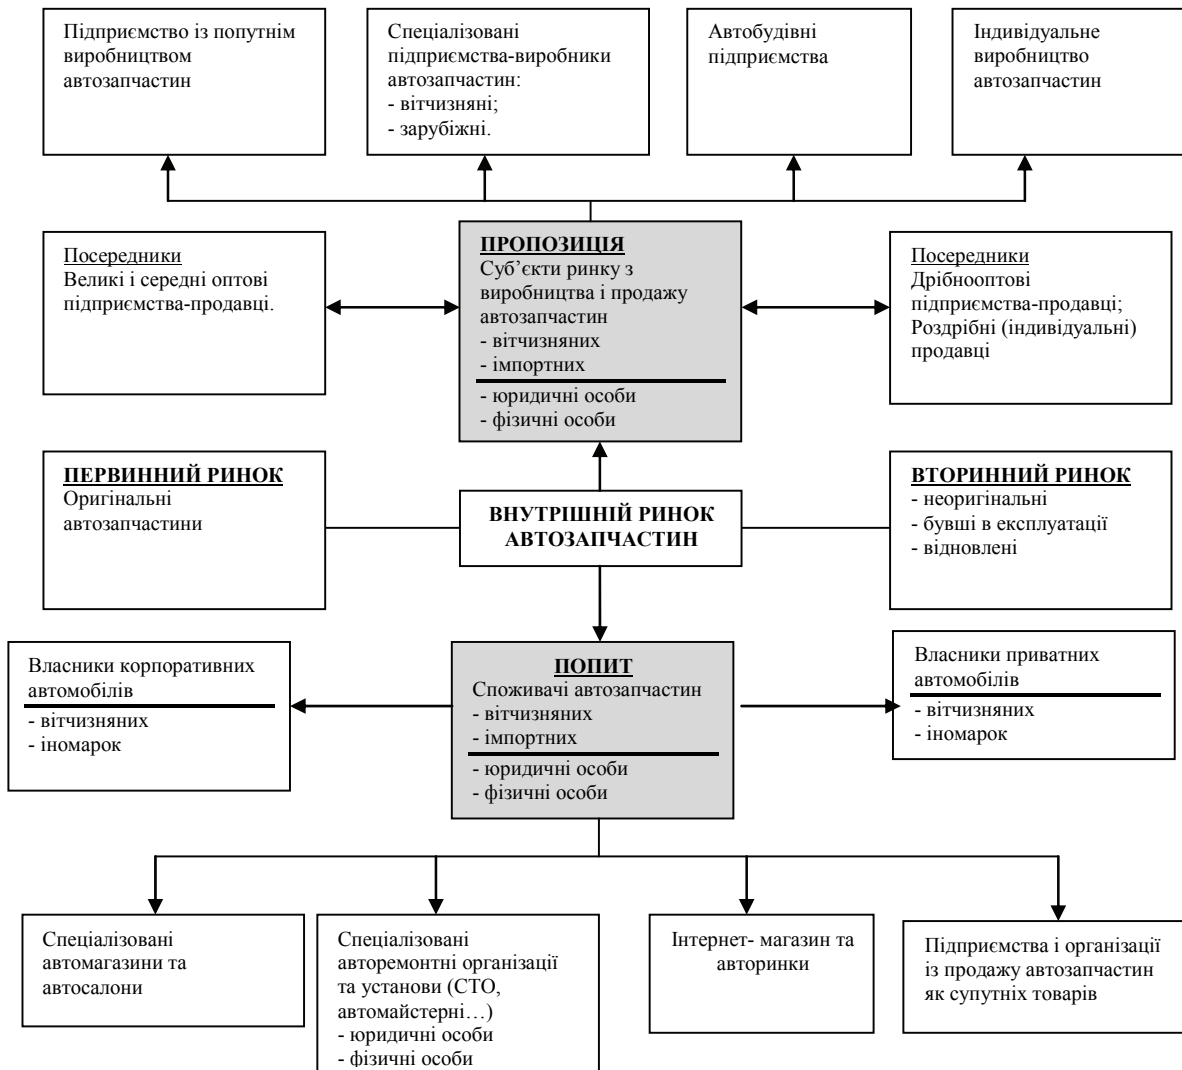 Підприємство із попутнім
виробництвом
автозапчастин
Спеціалізовані
підприємства-виробники
автозапчастин:
- вітчизняні;
- зарубіжні.
Автобудівні
підприємства
Індивідуальне
виробництво
автозапчастин
Посередники
Великі і середні оптові
підприємства-продавці.
ПРОПОЗИЦІЯ
Суб’єкти ринку з
виробництва і продажу
автозапчастин
- вітчизняних
- імпортних
- юридичні особи
- фізичні особи
Посередники
Дрібнооптові
підприємства-продавці;
Роздрібні (індивідуальні)
продавці
ПЕРВИННИЙ РИНОК
Оригінальні
автозапчастини
ВНУТРІШНІЙ РИНОК
АВТОЗАПЧАСТИН
ВТОРИННИЙ РИНОК
- неоригінальні
- бувші в експлуатації
- відновлені
Власники корпоративних
автомобілів
- вітчизняних
- іномарок
ПОПИТ
Споживачі автозапчастин
- вітчизняних
- імпортних
- юридичні особи
- фізичні особи
Власники приватних
автомобілів
- вітчизняних
- іномарок
Спеціалізовані
автомагазини та
автосалони
Спеціалізовані
авторемонтні організації
та установи (СТО,
автомайстерні…)
- юридичні особи
- фізичні особи
Інтернет- магазин та
авторинки
Підприємства і організації
із продажу автозапчастин
як супутніх товарів